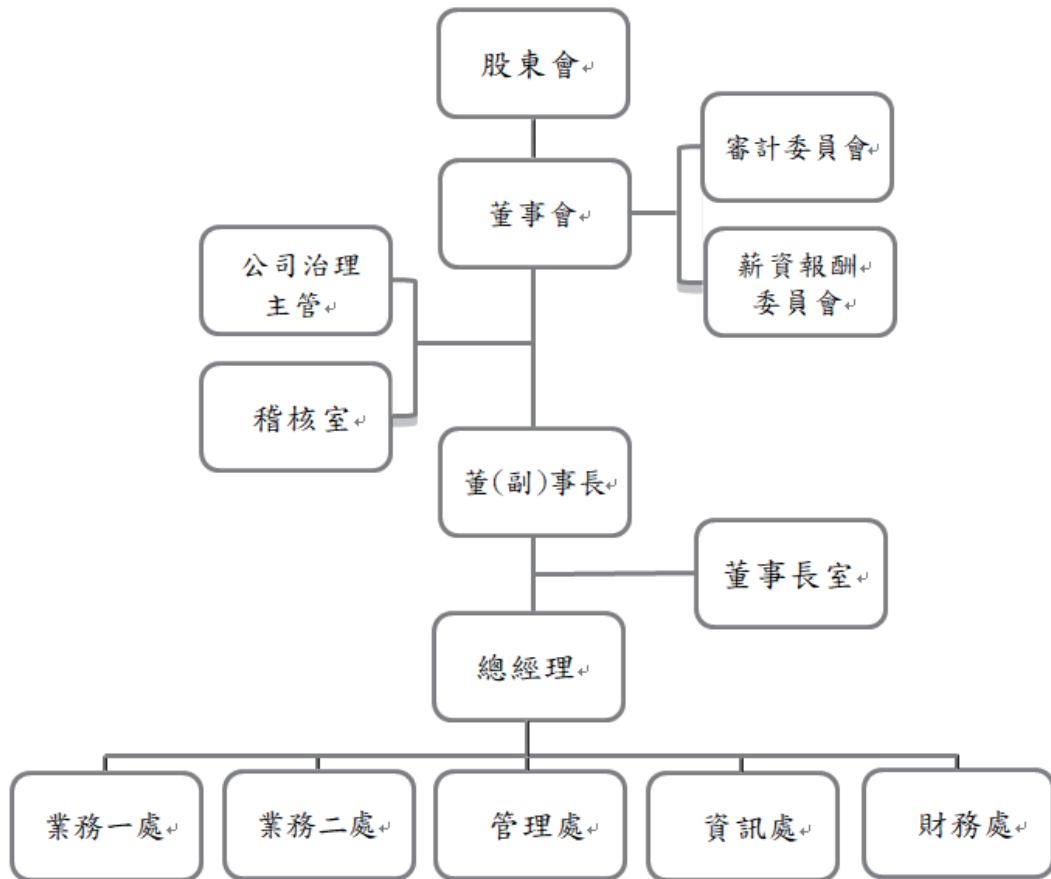 股東會
審計委員會
董事會
公司治理
主管
薪資報酬
委員會
稽核室
董(副)事長
董事長室
總經理
業務一處
業務二處
管理處
資訊處
財務處